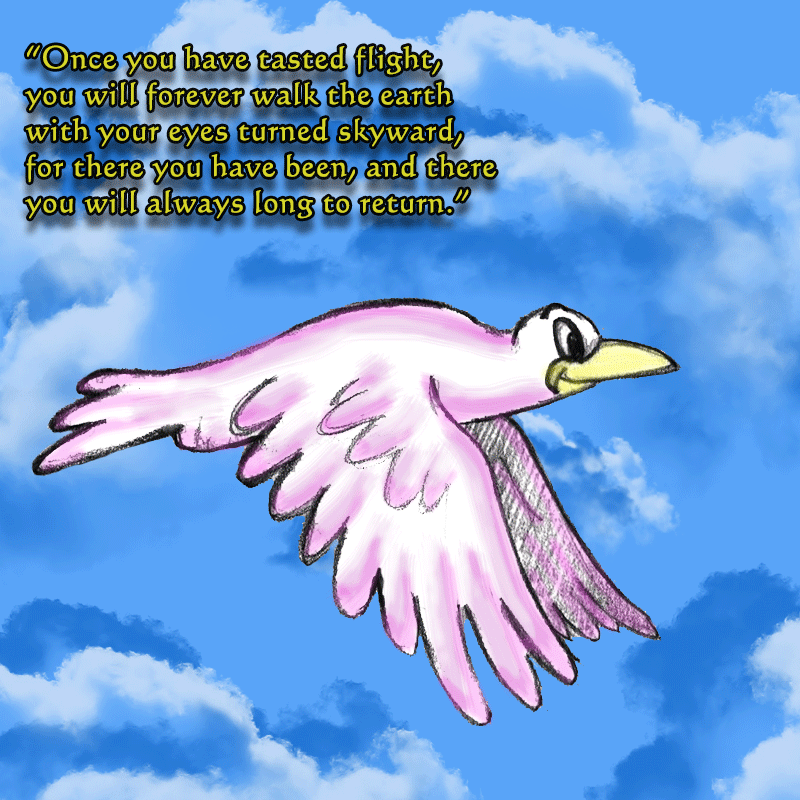 “Once you have tasted flight,
you will forever walk the earth
with your eyes turned skyward,
for there you have been, and there
you will always long to return.”